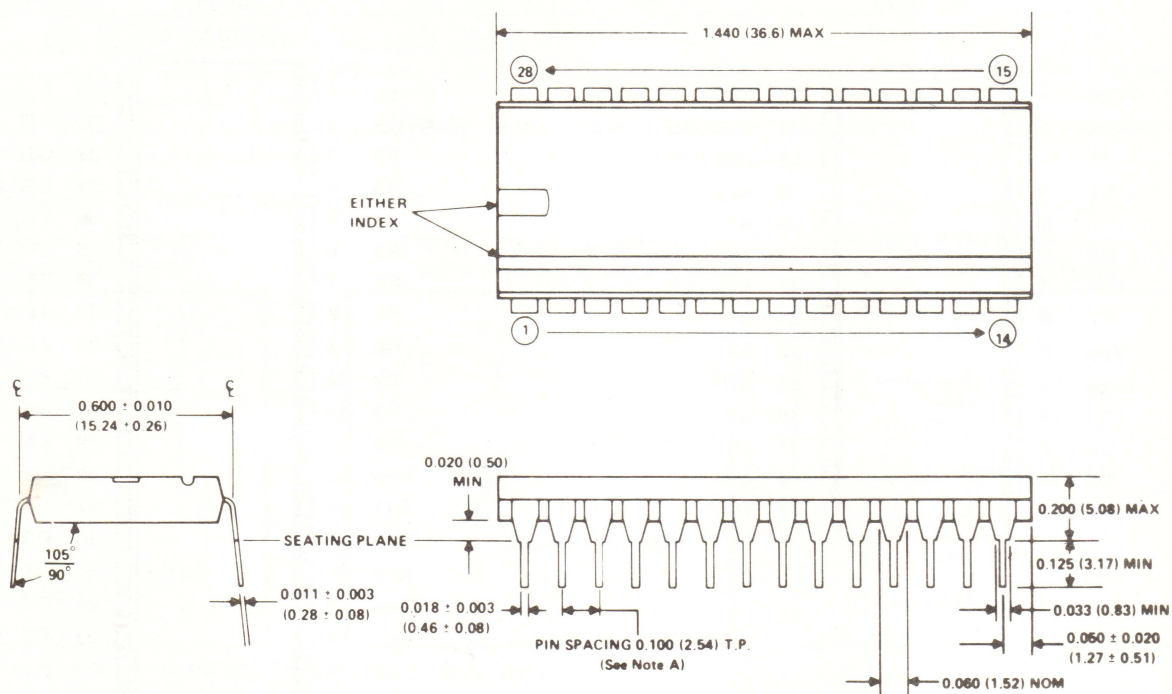 1.440 (36.6) MAX
28
15
EITHER
INDEX
1
14
℄
℄
0.600 ± 0.010
(15.24 ± 0.26)
105°
90°
SEATING PLANE
0.011 ± 0.003
(0.28 ± 0.08)
0.020 (0.50)
MIN
0.018 ± 0.003
(0.46 ± 0.08)
PIN SPACING 0.100 (2.54) T.P.
(See Note A)
0.200 (5.08) MAX
0.125 (3.17) MIN
0.033 (0.83) MIN
0.050 ± 0.020
(1.27 ± 0.51)
0.060 (1.52) NOM